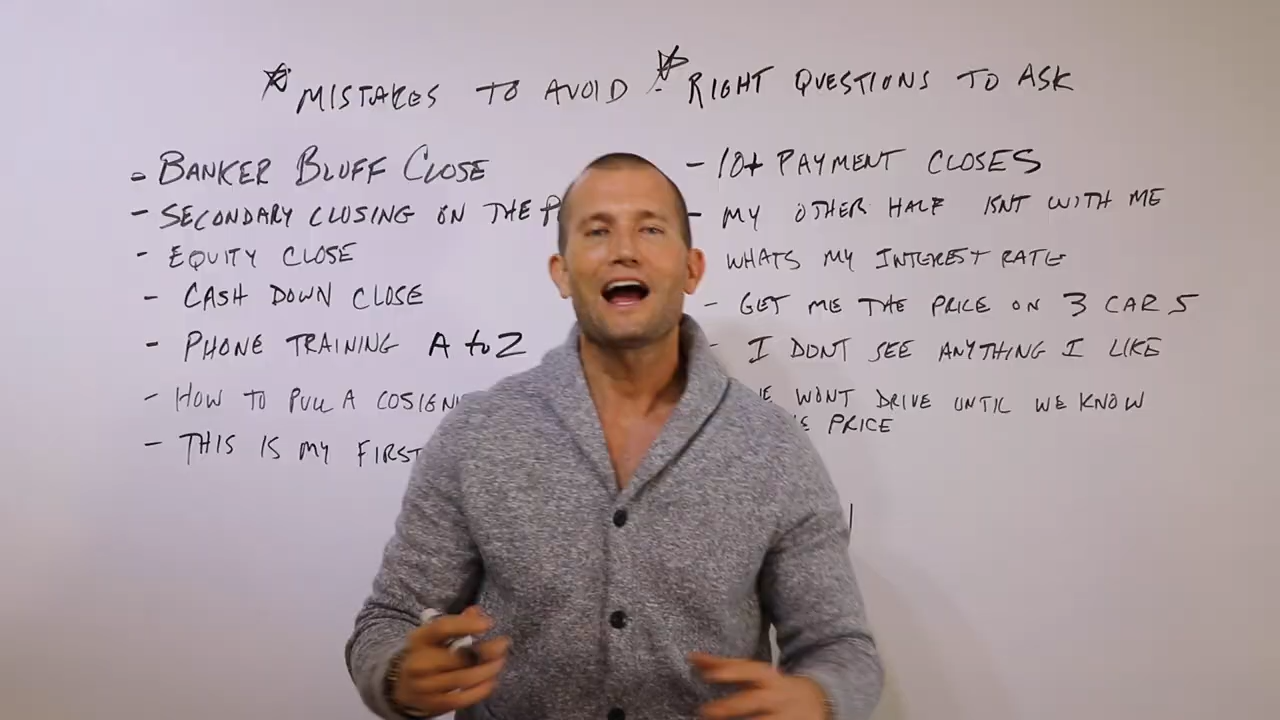 MISTAKES TO AVOID : RIGHT QUESTIONS TO ASK
- BANKER BLUFF CLOSE
- SECONDARY CLOSING ON THE
- EQUITY CLOSE
- CASH DOWN CLOSE
- PHONE TRAINING A to Z
- HOW TO PULL A
- THIS IS MY FIRST
- 10+ PAYMENT CLOSES
- MY OTHER HALF ISNT WITH ME
WHATS MY INTEREST RATE
- GET ME THE PRICE ON 3 CARS
- I DONT SEE ANYTHING I LIKE
WONT DRIVE UNTIL WE KNOW
PRICE